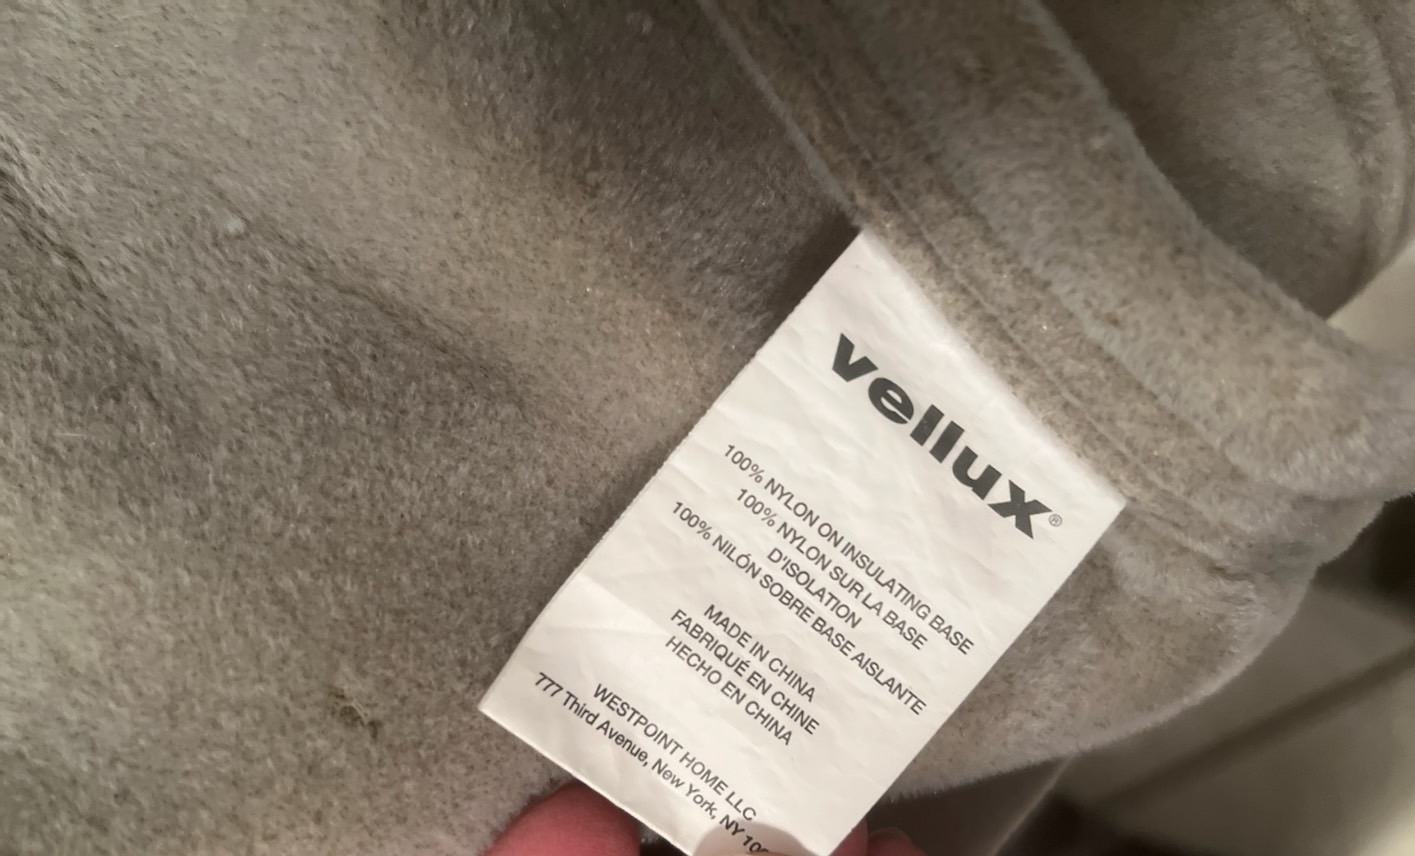 vellux®
100% NYLON ON INSULATING BASE
100% NYLON SUR LA BASE
D'ISOLATION
100% NILÓN SOBRE BASE AISLANTE
MADE IN CHINA
FABRIQUÉ EN CHINE
HECHO EN CHINA
WESTPOINT HOME LLC
777 Third Avenue, New York, NY